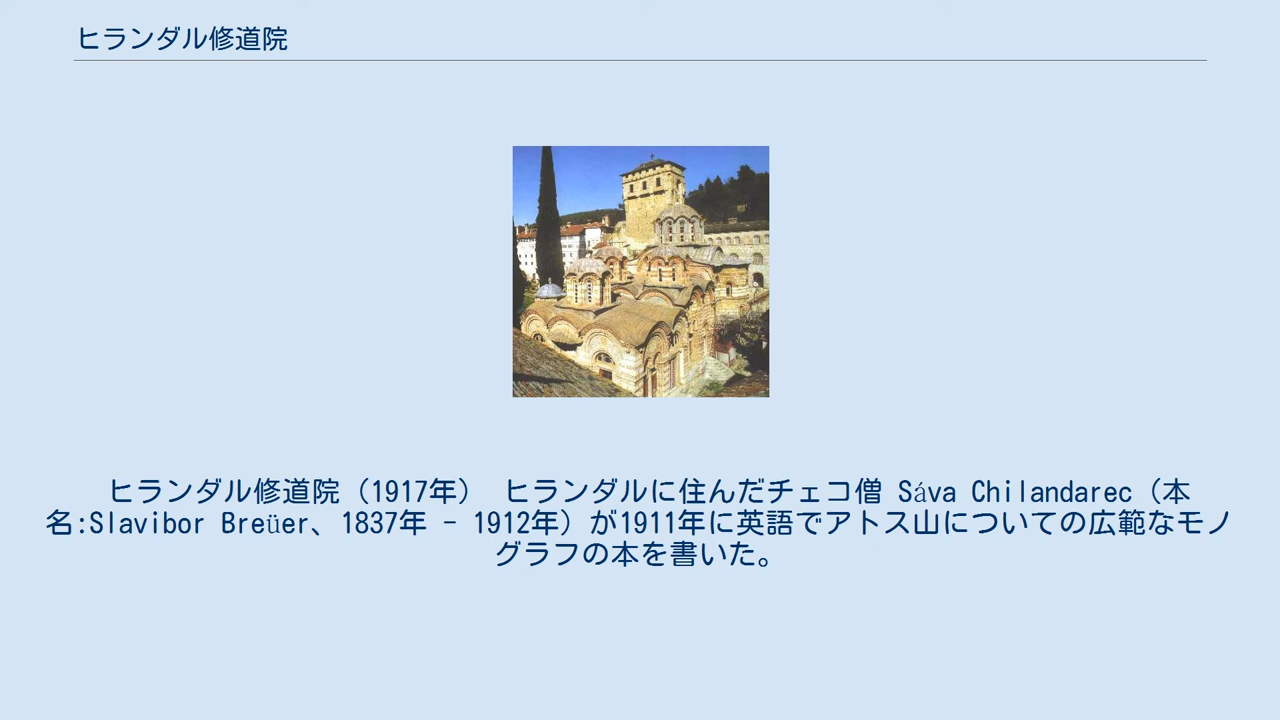 ヒランダル修道院
ヒランダル修道院（1917年） ヒランダルに住んだチェコ僧 Sáva Chilandarec（本
名:Slavibor Breüer、1837年 - 1912年）が1911年に英語でアトス山についての広範なモノ
グラフの本を書いた。